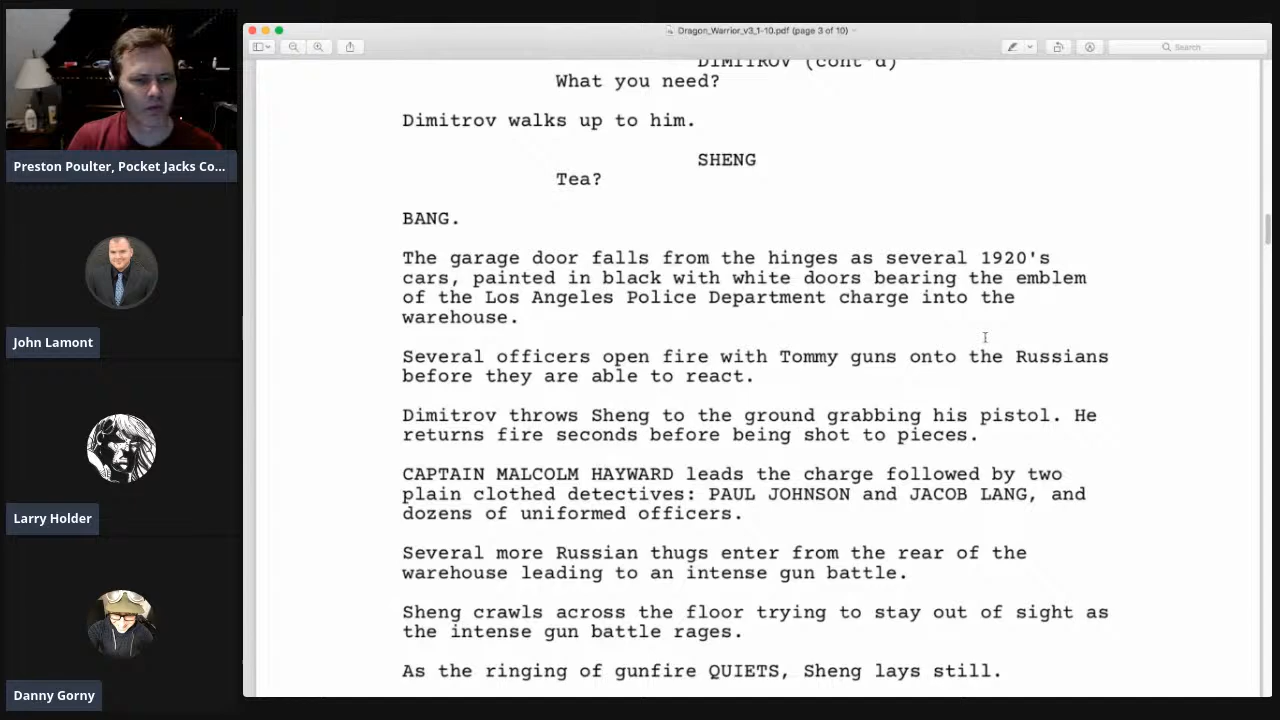 Dragon_Warrior_v3_1-10.pdf (page 3 of 10)
Search
DIMITROV (cont'd)
What you need?
Dimitrov walks up to him.
SHENG
Tea?
BANG.
The garage door falls from the hinges as several 1920's
cars, painted in black with white doors bearing the emblem
of the Los Angeles Police Department charge into the
warehouse.
Several officers open fire with Tommy guns onto the Russians
before they are able to react.
Dimitrov throws Sheng to the ground grabbing his pistol. He
returns fire seconds before being shot to pieces.
CAPTAIN MALCOLM HAYWARD leads the charge followed by two
plain clothed detectives: PAUL JOHNSON and JACOB LANG, and
dozens of uniformed officers.
Several more Russian thugs enter from the rear of the
warehouse leading to an intense gun battle.
Sheng crawls across the floor trying to stay out of sight as
the intense gun battle rages.
As the ringing of gunfire QUIETS, Sheng lays still.
Preston Poulter, Pocket Jacks Co...
John Lamont
Larry Holder
Danny Gorny